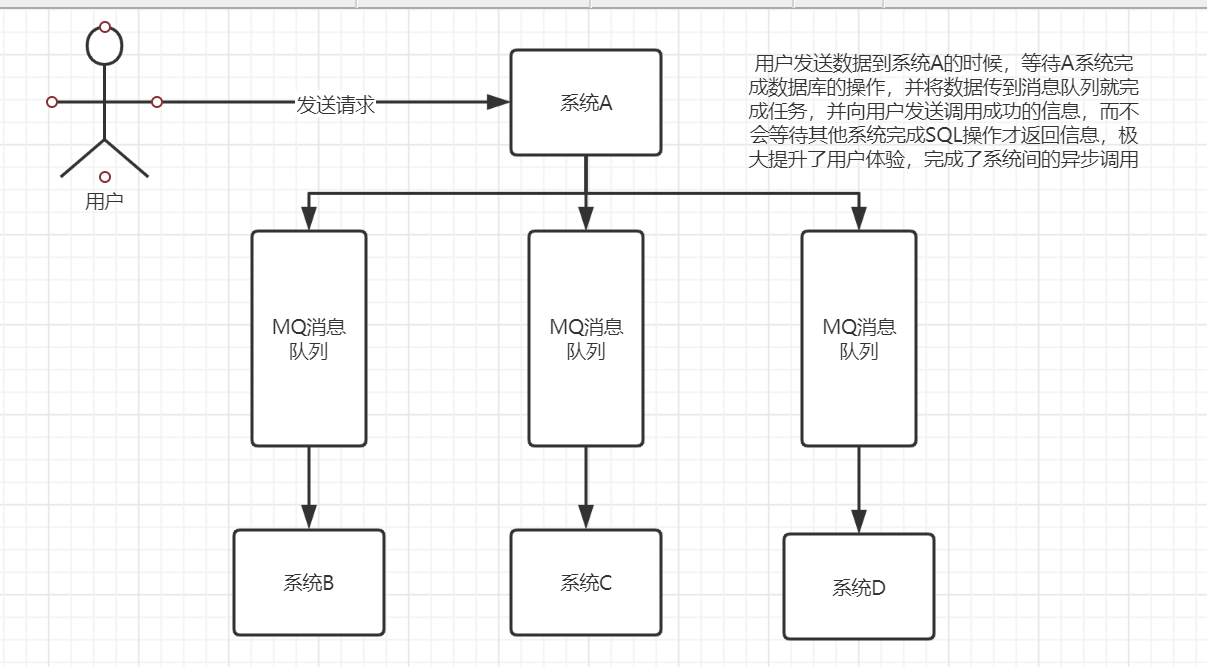 用户发送数据到系统A的时候，等待A系统完
成数据库的操作，并将数据传到消息队列就完
成任务，并向用户发送调用成功的信息，而不
会等待其他系统完成SQL操作才返回信息，极
大提升了用户体验，完成了系统间的异步调用
发送请求
系统A
用户
MQ消息
队列
MQ消息
队列
MQ消息
队列
系统B
系统C
系统D